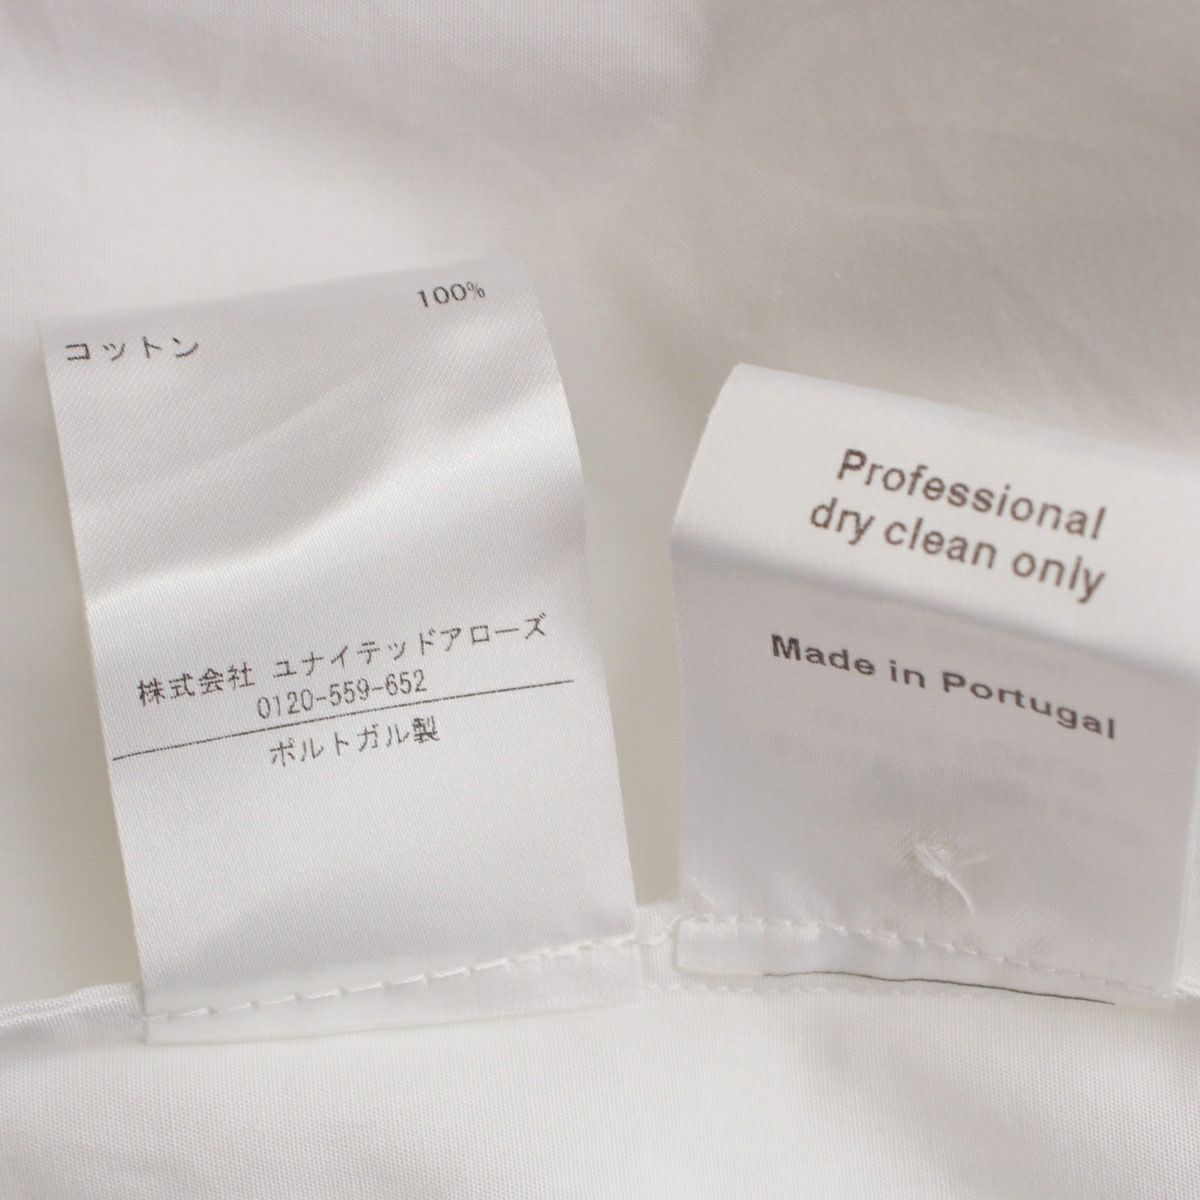 コットン 100%
株式会社 ユナイテッドアローズ
0120-559-652
ポルトガル製
Professional
dry clean only
Made in Portugal